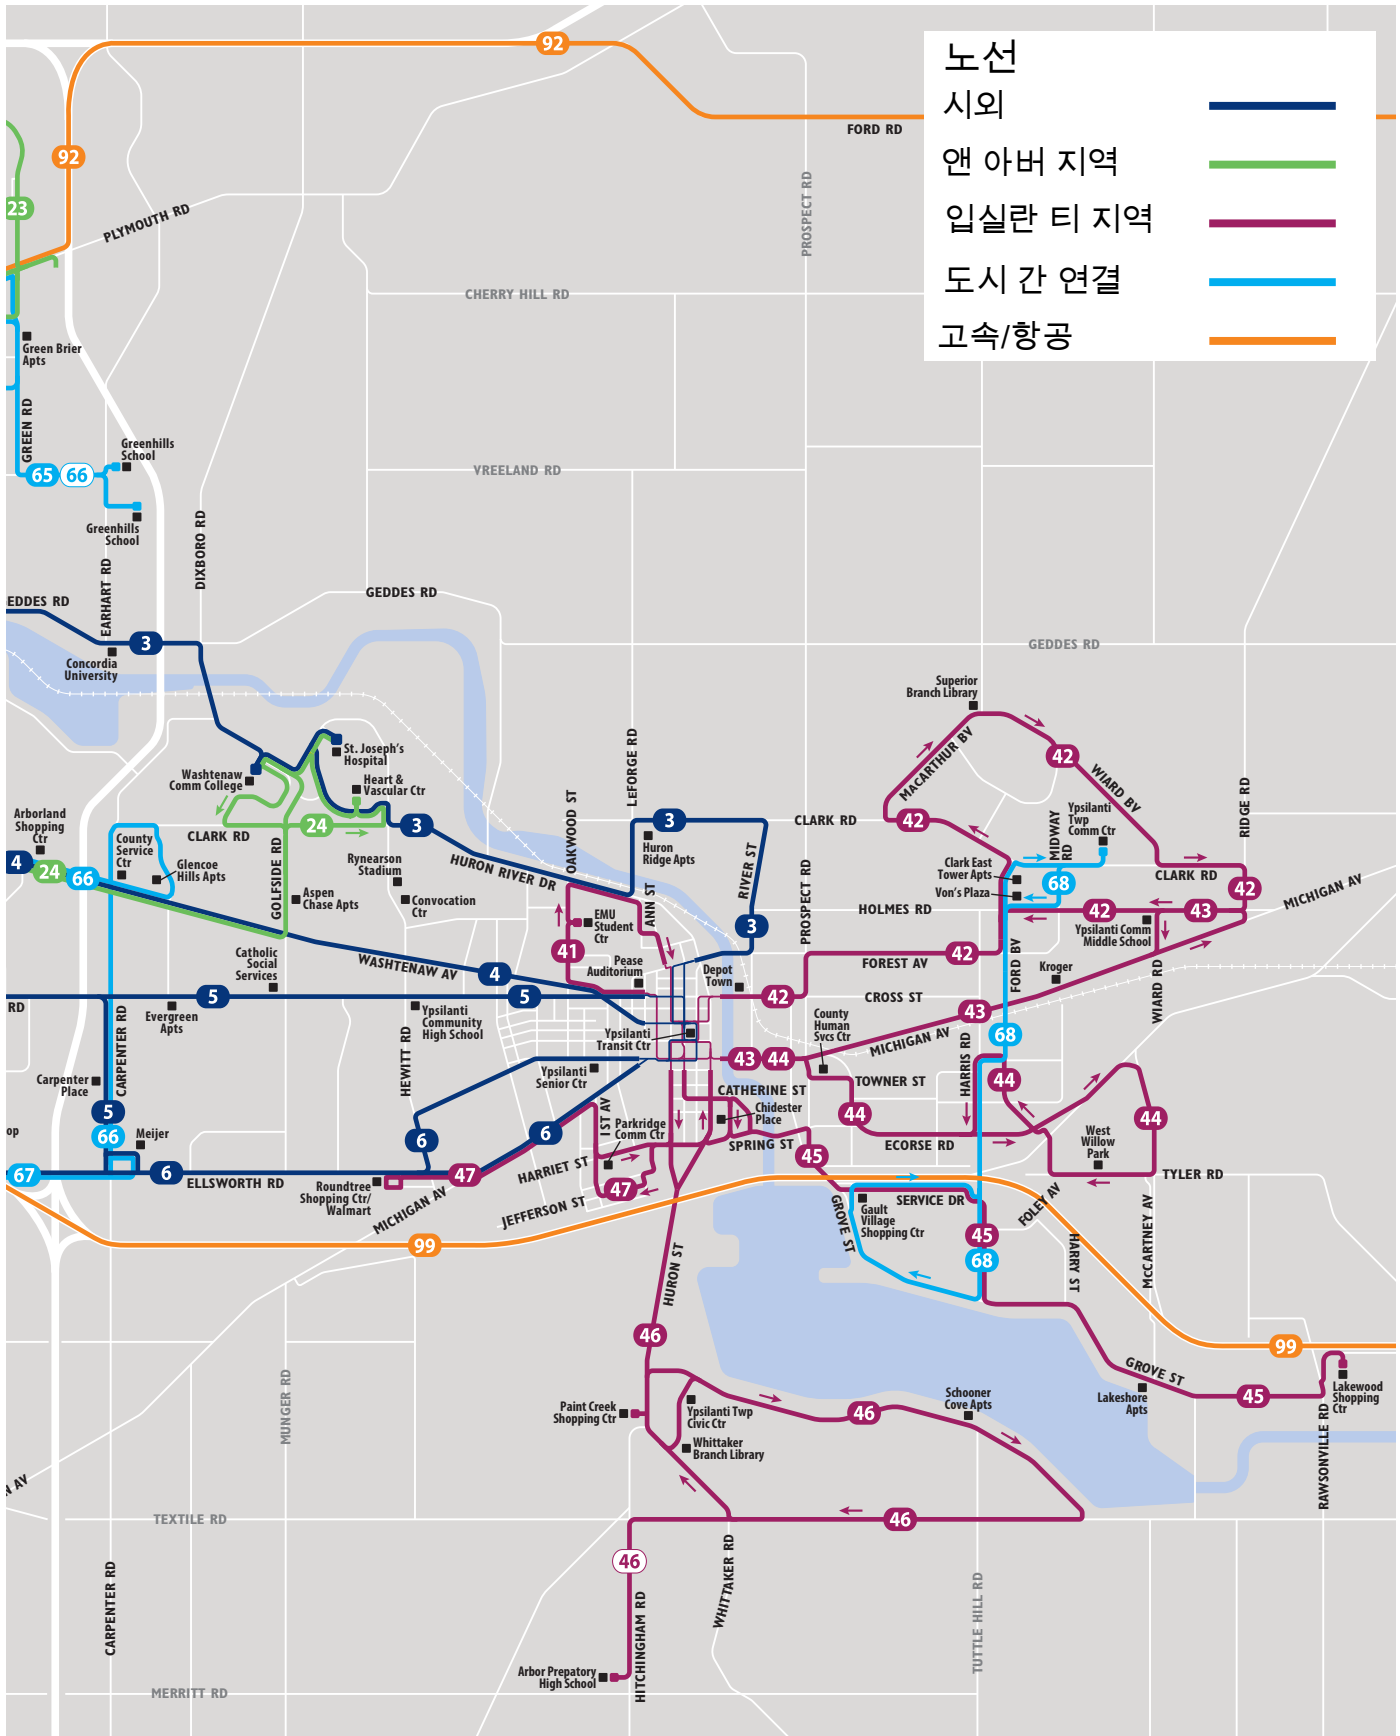 노선
시외
앤 아버 지역
입실란 티 지역
도시 간 연결
고속/항공
92
FORD RD
92
23
PLYMOUTH RD
PROSPECT RD
CHERRY HILL RD
Green Brier
Apts
GREEN RD
Greenhills
School
65
66
VREELAND RD
Greenhills
School
DIXBORO RD
EARHART RD
EDDES RD
GEDDES RD
3
GEDDES RD
Concordia
University
Superior
Branch Library
St. Joseph's
Hospital
Washtenaw
Comm College
Heart &
Vascular Ctr
LEFORGE RD
MACARTHUR BV
42
WIARD BV
RIDGE RD
Arborland
Shopping
Ctr
CLARK RD
24
3
OAKWOOD ST
3
CLARK RD
42
Ypsilanti
Twp
Comm Ctr
MIDWAY
RD
County
Service
Ctr
4
24
66
Glencoe
Hills Apts
GOLFSIDE RD
Rynearson
Stadium
HURON RIVER DR
Huron
Ridge Apts
RIVER ST
Clark East
Tower Apts
Von's Plaza
68
CLARK RD
42
MICHIGAN AV
Aspen
Chase Apts
Convocation
Ctr
ANN ST
PROSPECT RD
HOLMES RD
42
43
EMU
Student
Ctr
3
Ypsilanti Comm
Middle School
41
42
FOREST AV
FORD BV
Catholic
Social
Services
WASHTENAW AV
4
Pease
Auditorium
Depot
Town
Kroger
WIARD RD
RD
5
5
42
CROSS ST
Evergreen
Apts
Ypsilanti
Community
High School
County
Human
Svcs Ctr
43
MICHIGAN AV
CARPENTER RD
HEWITT RD
Ypsilanti
Transit Ctr
68
43
44
HARRIS RD
Carpenter
Place
Ypsilanti
Senior Ctr
TOWNER ST
44
CATHERINE ST
5
1ST AV
Chidester
Place
44
44
66
Meijer
6
6
Parkridge
Comm Ctr
SPRING ST
ECORSE RD
West
Willow
Park
op
45
67
6
ELLSWORTH RD
Roundtree
Shopping Ctr/
Walmart
47
HARRIET ST
TYLER RD
MICHIGAN AV
47
JEFFERSON ST
SERVICE DR
FOLEY AV
Gault
Village
Shopping Ctr
GROVE ST
McCARTNEY AV
99
45
HARRY ST
68
HURON ST
46
99
GROVE ST
MUNGER RD
Lakewood
Shopping
Ctr
Lakeshore
Apts
45
Schooner
Cove Apts
Paint Creek
Shopping Ctr
Ypsilanti Twp
Civic Ctr
46
Whittaker
Branch Library
RAWSONVILLE RD
N AV
TEXTILE RD
46
46
WHITTAKER RD
CARPENTER RD
TUTTLE HILL RD
HITCHINGHAM RD
Arbor Prepatory
High School
MERRITT RD